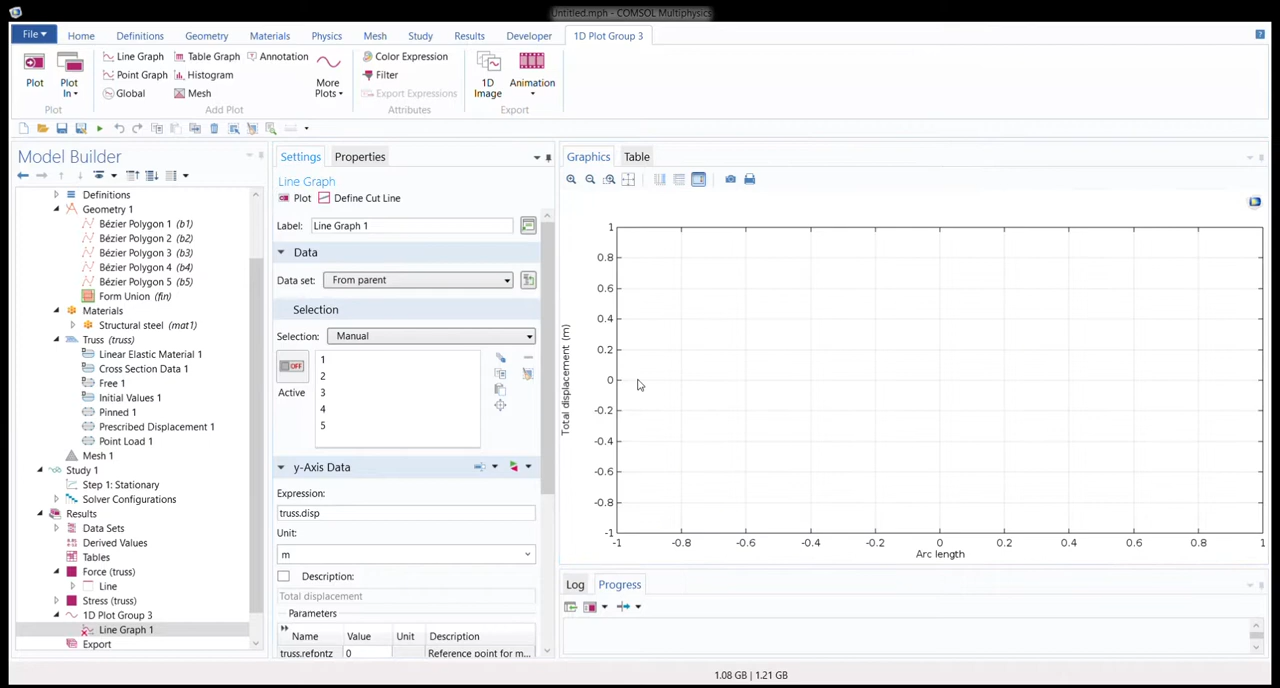 Untitled.mph - COMSOL Multiphysics
File
Home
Definitions
Geometry
Materials
Physics
Mesh
Study
Results
Developer
1D Plot Group 3
Plot
Plot In
Plot
Line Graph
Table Graph
Annotation
Point Graph
Histogram
Global
Mesh
More Plots
Add Plot
Color Expression
Filter
Export Expressions
Attributes
1D Image
Animation
Export
Model Builder
Definitions
Geometry 1
Bézier Polygon 1 (b1)
Bézier Polygon 2 (b2)
Bézier Polygon 3 (b3)
Bézier Polygon 4 (b4)
Bézier Polygon 5 (b5)
Form Union (fin)
Materials
Structural steel (mat1)
Truss (truss)
Linear Elastic Material 1
Cross Section Data 1
Free 1
Initial Values 1
Pinned 1
Prescribed Displacement 1
Point Load 1
Mesh 1
Study 1
Step 1: Stationary
Solver Configurations
Results
Data Sets
Derived Values
Tables
Force (truss)
Line
Stress (truss)
1D Plot Group 3
Line Graph 1
Export
Settings
Properties
Line Graph
Plot
Define Cut Line
Label:
Line Graph 1
Data
Data set:
From parent
Selection
Selection:
Manual
OFF
Active
1
2
3
4
5
y-Axis Data
Expression:
truss.disp
Unit:
m
Description:
Total displacement
Parameters
Name
Value
Unit
Description
truss.refpntz
0
Reference point for m...
Graphics
Table
1
0.8
0.6
0.4
0.2
0
-0.2
-0.4
-0.6
-0.8
-1
Total displacement (m)
-1
-0.8
-0.6
-0.4
-0.2
0
0.2
0.4
0.6
0.8
1
Arc length
Log
Progress
1.08 GB | 1.21 GB